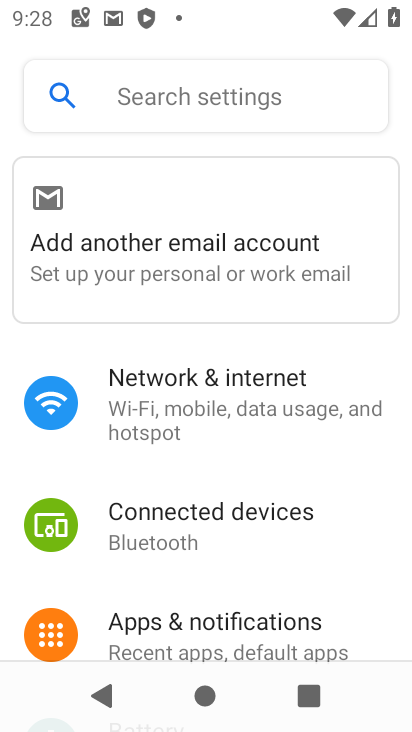 9:28
Search settings
Add another email account
Set up your personal or work email
Network & internet
Wi-Fi, mobile, data usage, and
hotspot
Connected devices
Bluetooth
Apps & notifications
Recent apps, default apps
Battery